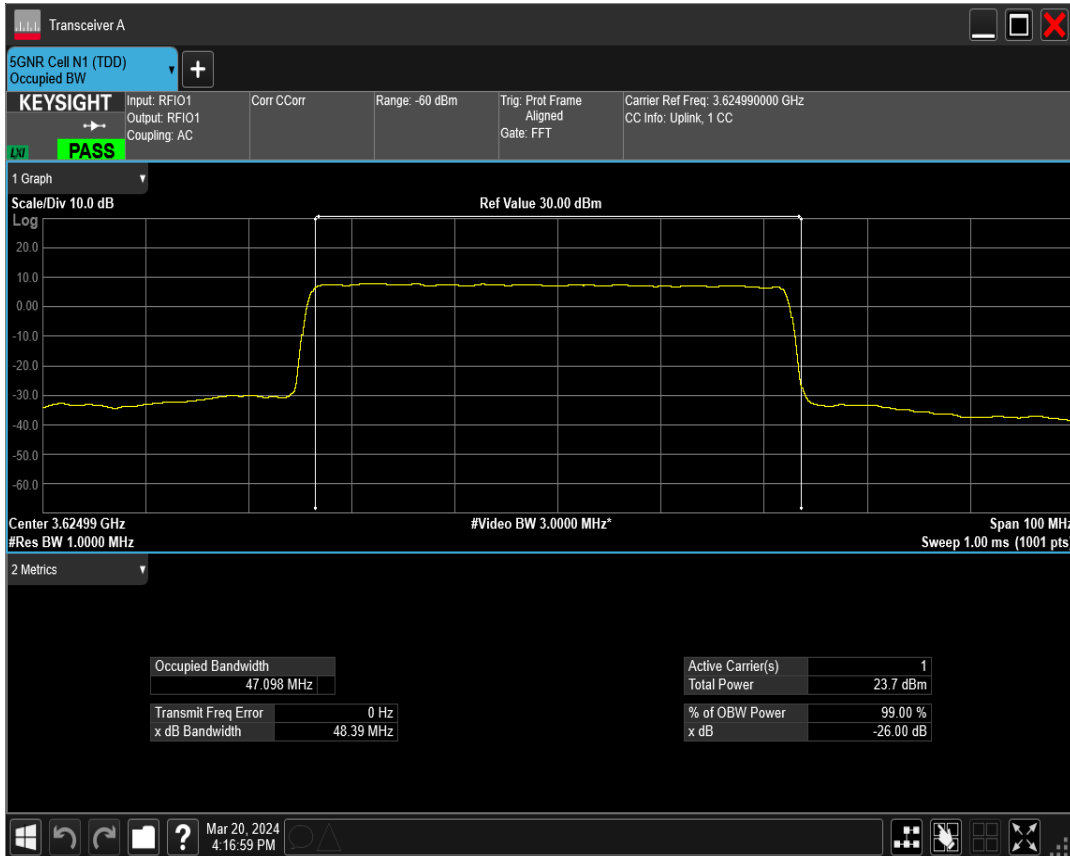 Transceiver A
5GNR Cell N1 (TDD)
Occupied BW
+
KEYSIGHT
LXI
PASS
Input: RFIO1
Output: RFIO1
Coupling: AC
Corr CCorr
Range: -60 dBm
Trig: Prot Frame
Aligned
Gate: FFT
Carrier Ref Freq: 3.624990000 GHz
CC Info: Uplink, 1 CC
1 Graph
Scale/Div 10.0 dB
Ref Value 30.00 dBm
Log
20.0
10.0
0.00
-10.0
-20.0
-30.0
-40.0
-50.0
-60.0
Center 3.62499 GHz
#Video BW 3.0000 MHz*
Span 100 MHz
#Res BW 1.0000 MHz
Sweep 1.00 ms (1001 pts)
2 Metrics
Occupied Bandwidth
47.098 MHz
Transmit Freq Error 0 Hz
x dB Bandwidth 48.39 MHz
Active Carrier(s) 1
Total Power 23.7 dBm
% of OBW Power 99.00 %
x dB -26.00 dB
?
Mar 20, 2024
4:16:59 PM